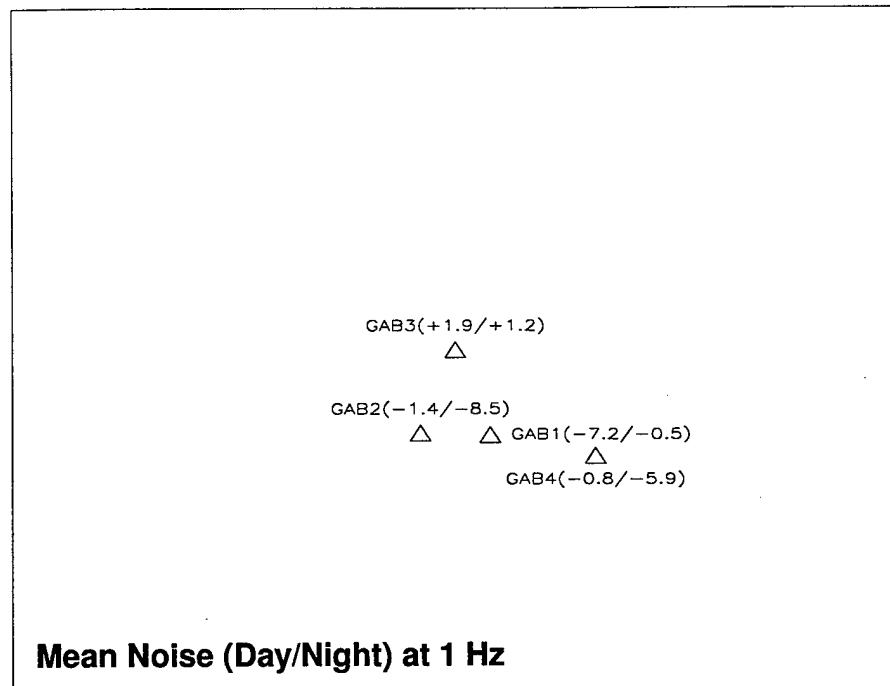 GAB3(+1.9/+1.2)
GAB2(−1.4/−8.5)
GAB1(−7.2/−0.5)
GAB4(−0.8/−5.9)
Mean Noise (Day/Night) at 1 Hz